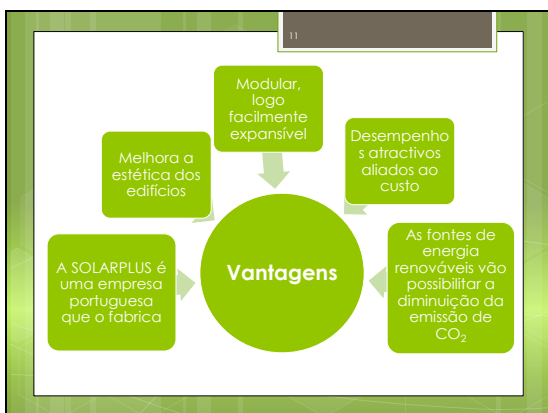 11
Modular,
logo
facilmente
expansível
Melhora a
estética dos
edifícios
Desempenho
s atractivos
aliados ao
custo
A SOLARPLUS é
uma empresa
portuguesa
que o fabrica
Vantagens
As fontes de
energia
renováveis vão
possibilitar a
diminuição da
emissão de
CO₂